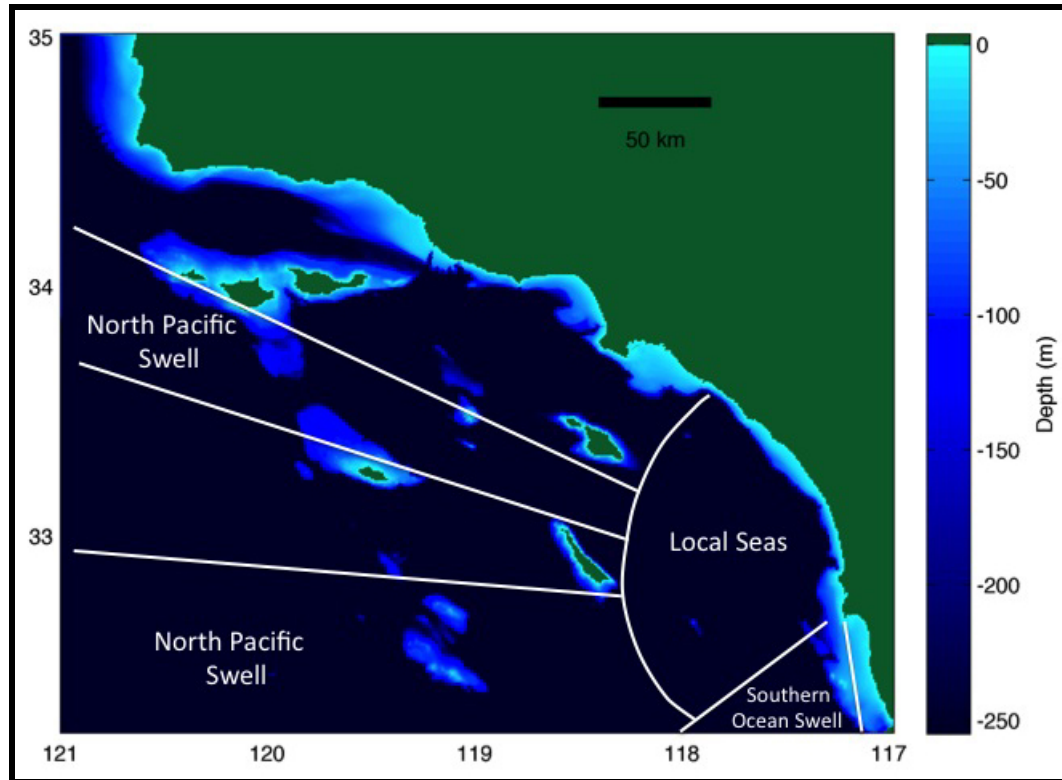 35
34
33
121
120
119
118
117
50 km
North Pacific
Swell
North Pacific
Swell
Local Seas
Southern
Ocean Swell
0
-50
-100
-150
-200
-250
Depth (m)